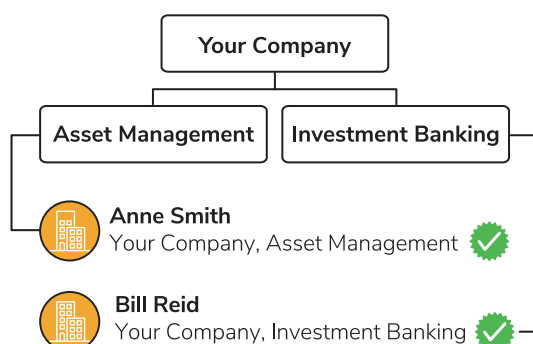 Your Company
Asset Management
Investment Banking
Anne Smith
Your Company, Asset Management
Bill Reid
Your Company, Investment Banking